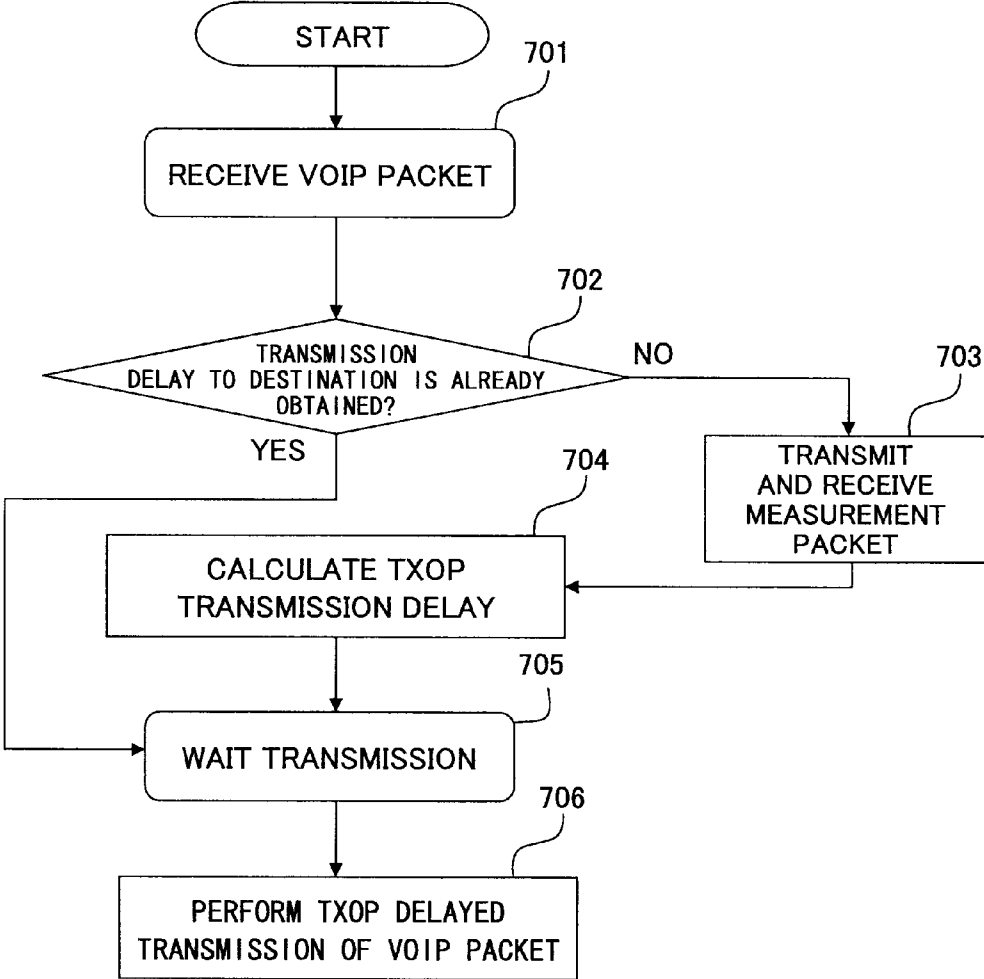 START
701
RECEIVE VOIP PACKET
702
TRANSMISSION
DELAY TO DESTINATION IS ALREADY
OBTAINED?
NO
YES
703
TRANSMIT
AND RECEIVE
MEASUREMENT
PACKET
704
CALCULATE TXOP
TRANSMISSION DELAY
705
WAIT TRANSMISSION
706
PERFORM TXOP DELAYED
TRANSMISSION OF VOIP PACKET